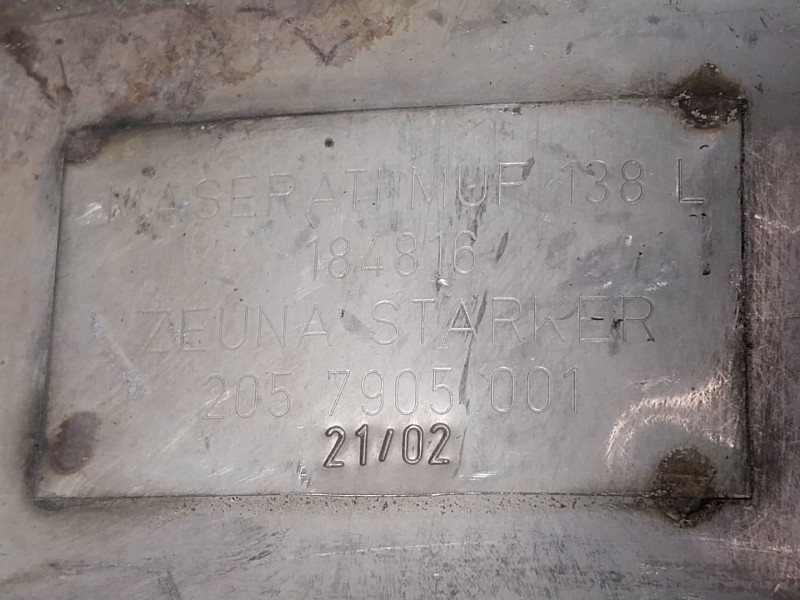 MASERATI MUF 138 L
184816
ZEUNA STARKER
205 7905 001
21/02